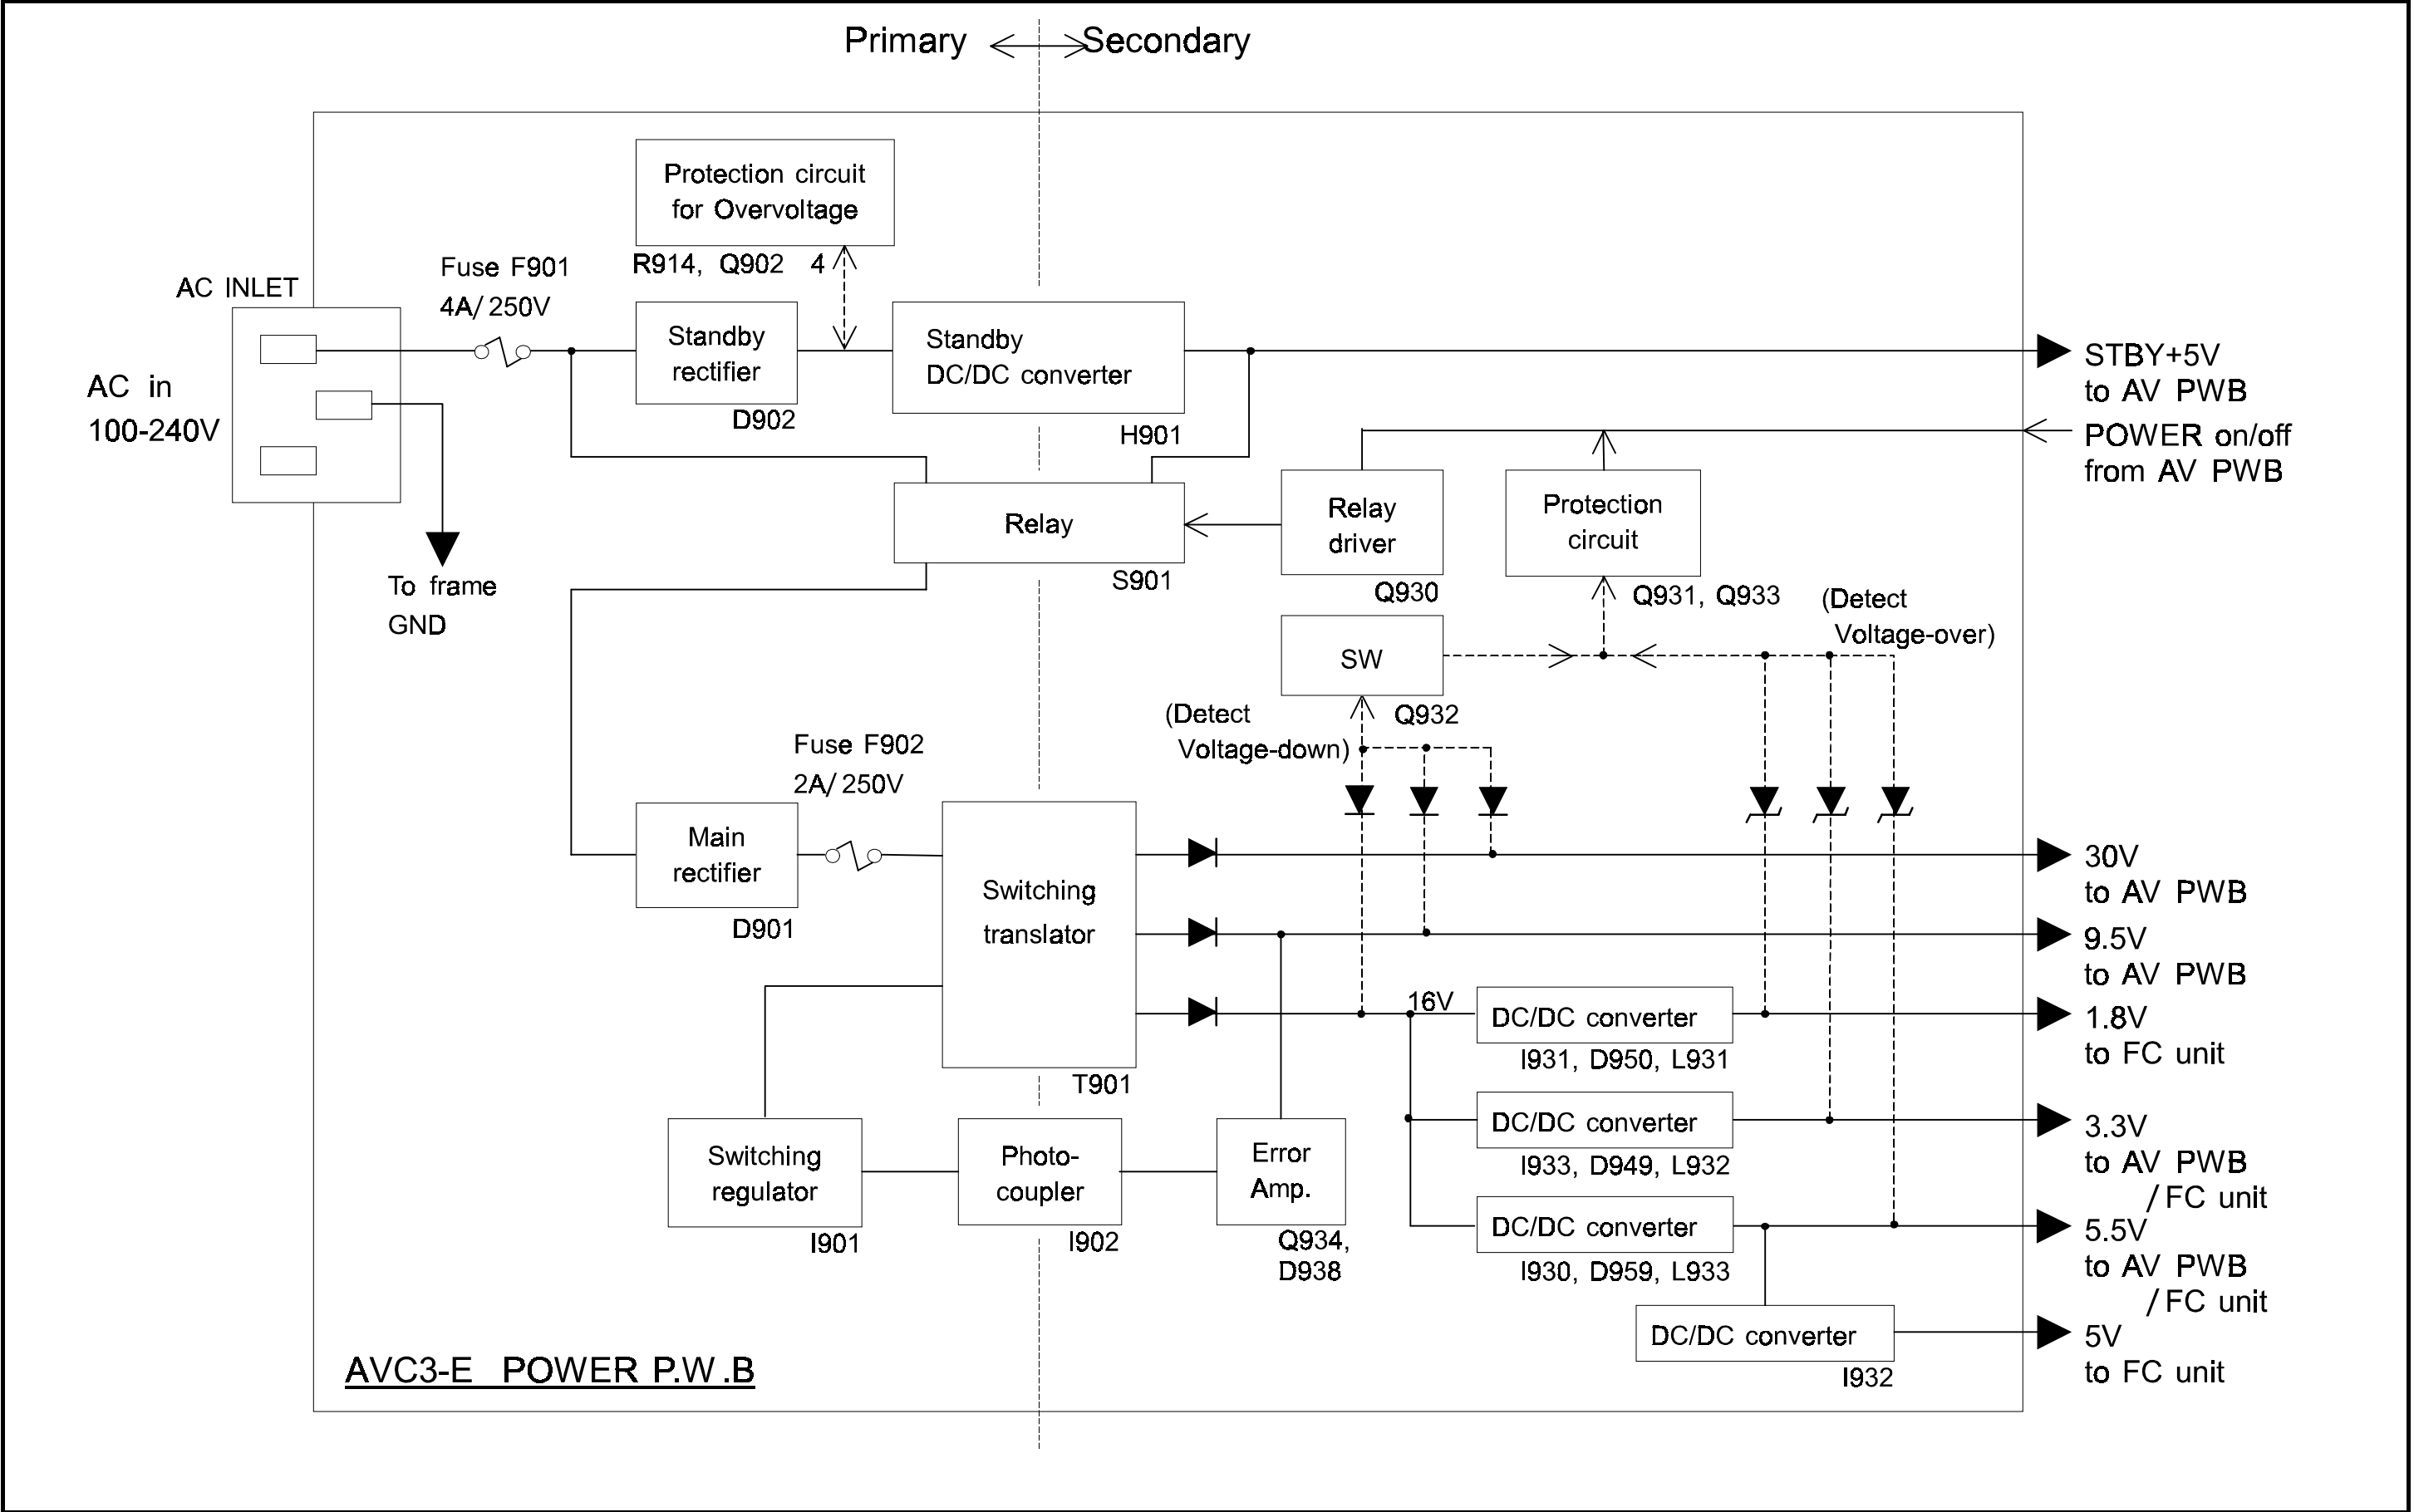 Primary
Secondary
Protection circuit
for Overvoltage
R914, Q902
4
Fuse F901
4A/250V
AC INLET
AC in
100-240V
To frame
GND
Standby
rectifier
D902
Standby
DC/DC converter
H901
STBY+5V
to AV PWB
POWER on/off
from AV PWB
Relay
S901
Relay
driver
Q930
Protection
circuit
Q931, Q933
(Detect
Voltage-over)
SW
Q932
(Detect
Voltage-down)
Fuse F902
2A/250V
Main
rectifier
D901
Switching
translator
T901
30V
to AV PWB
9.5V
to AV PWB
16V
DC/DC converter
I931, D950, L931
1.8V
to FC unit
DC/DC converter
I933, D949, L932
3.3V
to AV PWB
/FC unit
DC/DC converter
I930, D959, L933
5.5V
to AV PWB
/FC unit
DC/DC converter
I932
5V
to FC unit
Switching
regulator
I901
Photo-
coupler
I902
Error
Amp.
Q934,
D938
AVC3-E POWER P.W.B